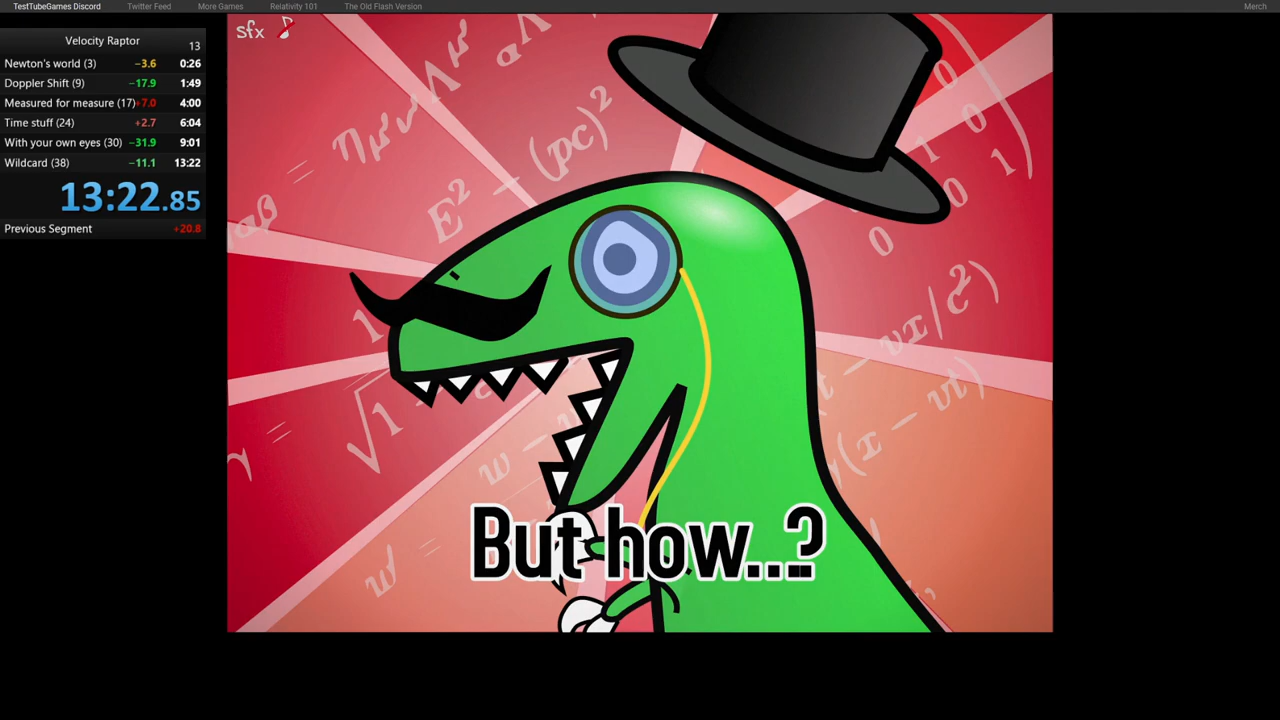 TestTubeGames Discord Twitter Feed More Games Relativity 101 The Old Flash Version Merch
Velocity Raptor
13
Newton's world (3) −3.6 0:26
Doppler Shift (9) −17.9 1:49
Measured for measure (17) +7.0 4:00
Time stuff (24) +2.7 6:04
With your own eyes (30) −31.9 9:01
Wildcard (38) −11.1 13:22
13:22.85
Previous Segment +20.8
sfx
E² − (pc)²
But how...?